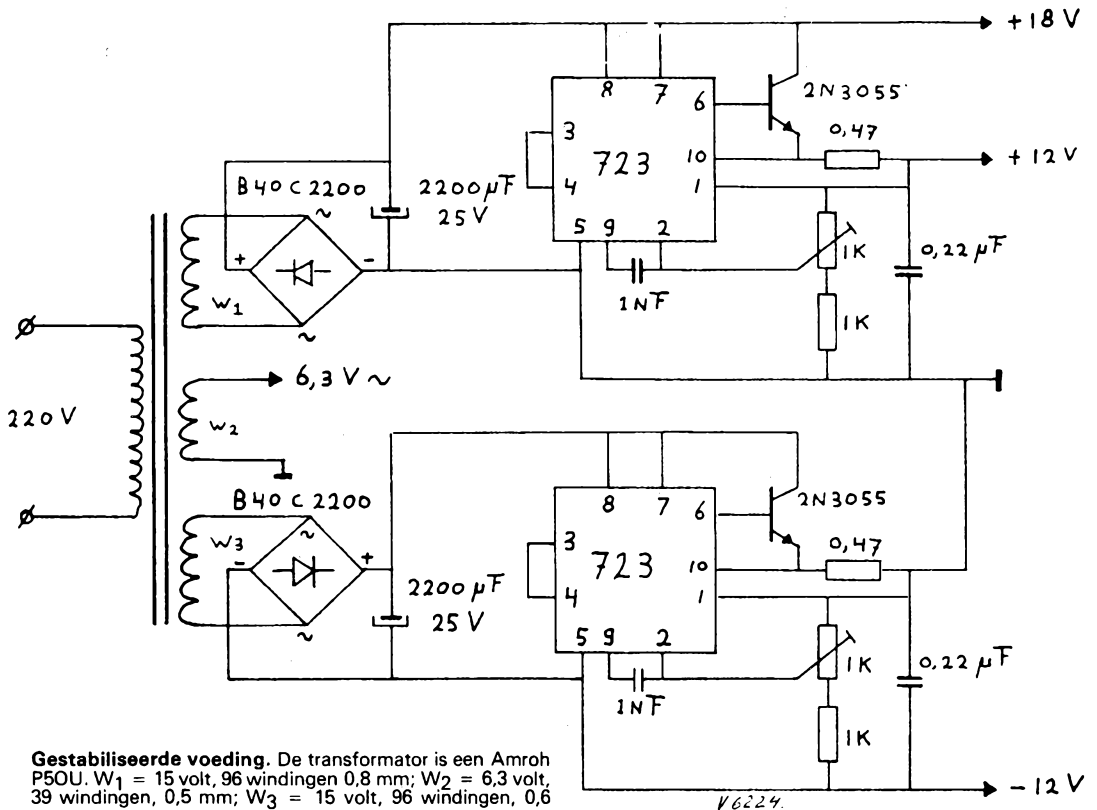 +18 V
8 7
6
2N3055
0,47
3
723
10
+12 V
4
1
B40C2200
2200 µF
25 V
~
5 9 2
+
-
1K
0,22 µF
1NF
W1
~
1K
220 V
6,3 V ~
W2
B40C2200
8 7
6
2N3055
W3
~
3
723
0,47
-
+
10
2200 µF
25 V
4
1
~
5 9 2
1K
0,22 µF
1NF
1K
Gestabiliseerde voeding. De transformator is een Amroh
P5OU. W1 = 15 volt, 96 windingen 0,8 mm; W2 = 6,3 volt,
39 windingen, 0,5 mm; W3 = 15 volt, 96 windingen, 0,6
-12 V
V6224.